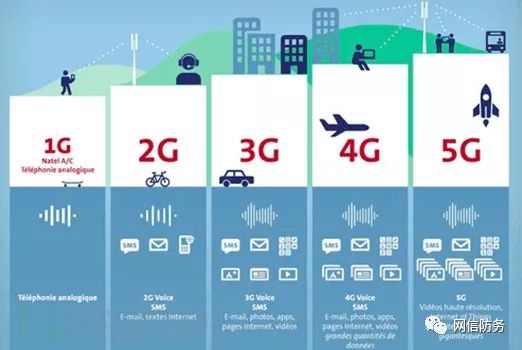 1G
Natel A/C
Téléphonie analogique
2G
3G
4G
5G
SMS
SMS
SMS
SMS
Téléphonie analogique
2G Voice
SMS
E-mail, textes Internet
3G Voice
SMS
E-mail, photos, apps,
pages Internet, vidéos
4G Voice
SMS
E-mail, photos, apps,
pages Internet, vidéos
grandes quantités de
données
5G
Vidéos haute résolution,
Internet of Things
gigantesques
网信防务